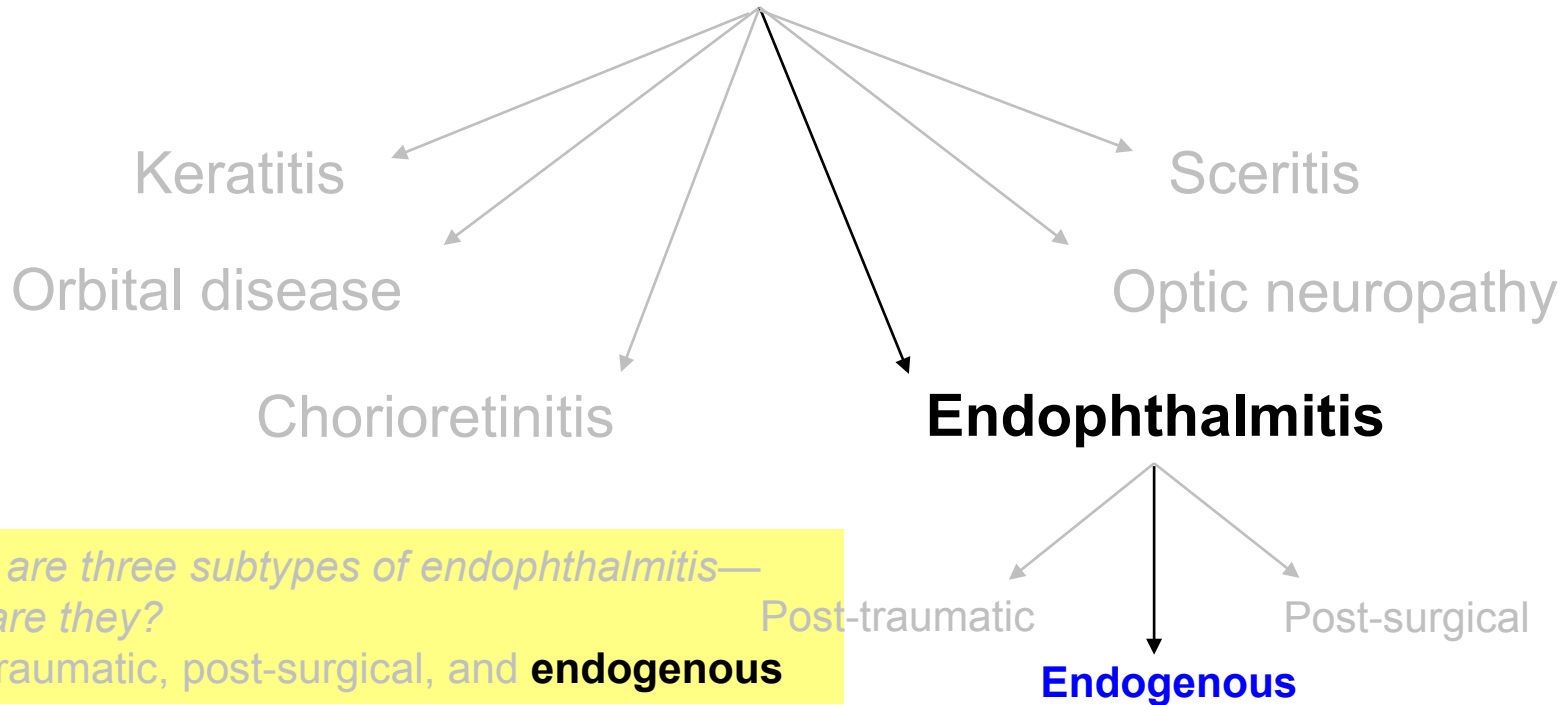 Keratitis
Sceritis
Orbital disease
Optic neuropathy
Chorioretinitis
Endophthalmitis
are three subtypes of endophthalmitis—
are they?
Post-traumatic
Post-surgical
traumatic, post-surgical, and endogenous
Endogenous